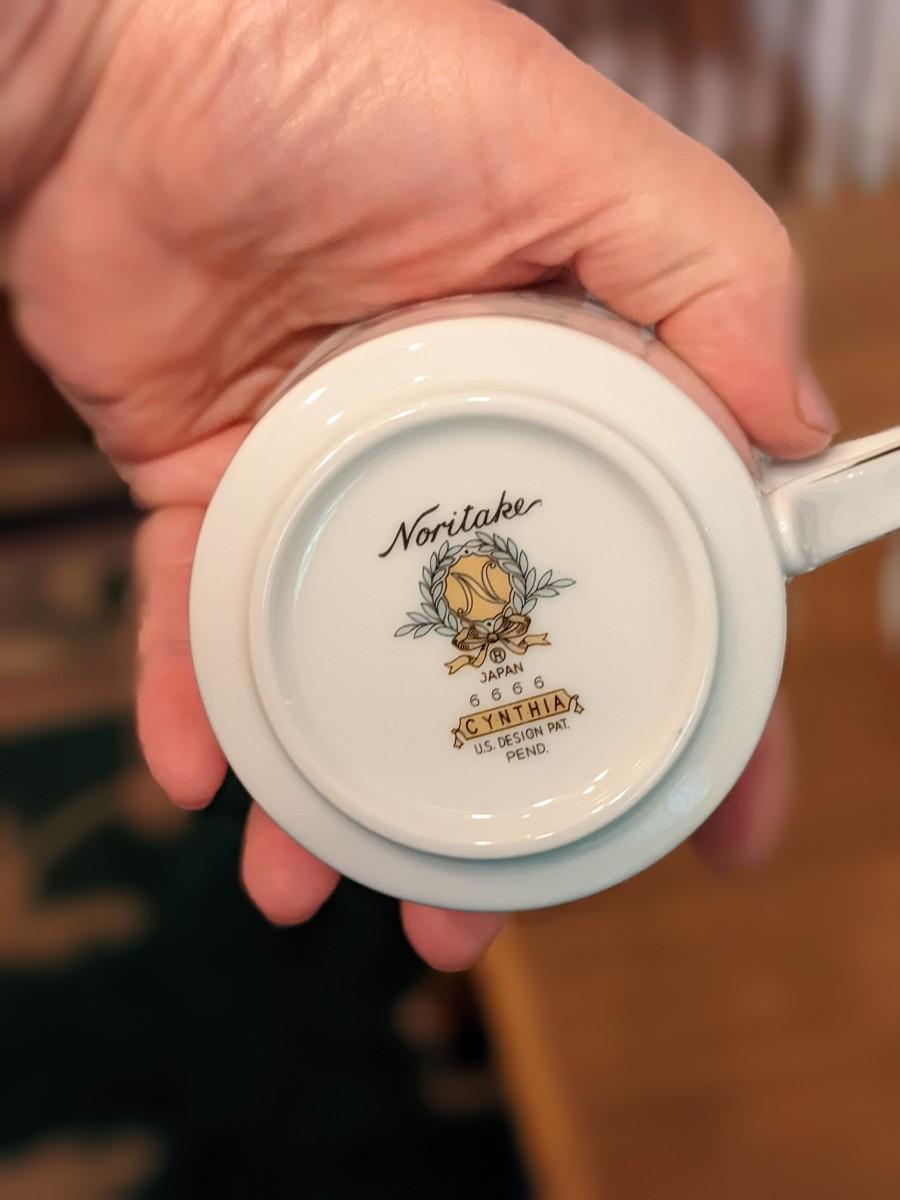 Noritake
N
®
JAPAN
6666
CYNTHIA
U.S. DESIGN PAT.
PEND.